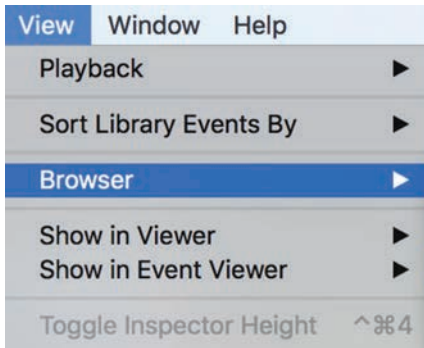 View Window Help
Playback ▶
Sort Library Events By ▶
Browser ▶
Show in Viewer ▶
Show in Event Viewer ▶
Toggle Inspector Height ^⌘4